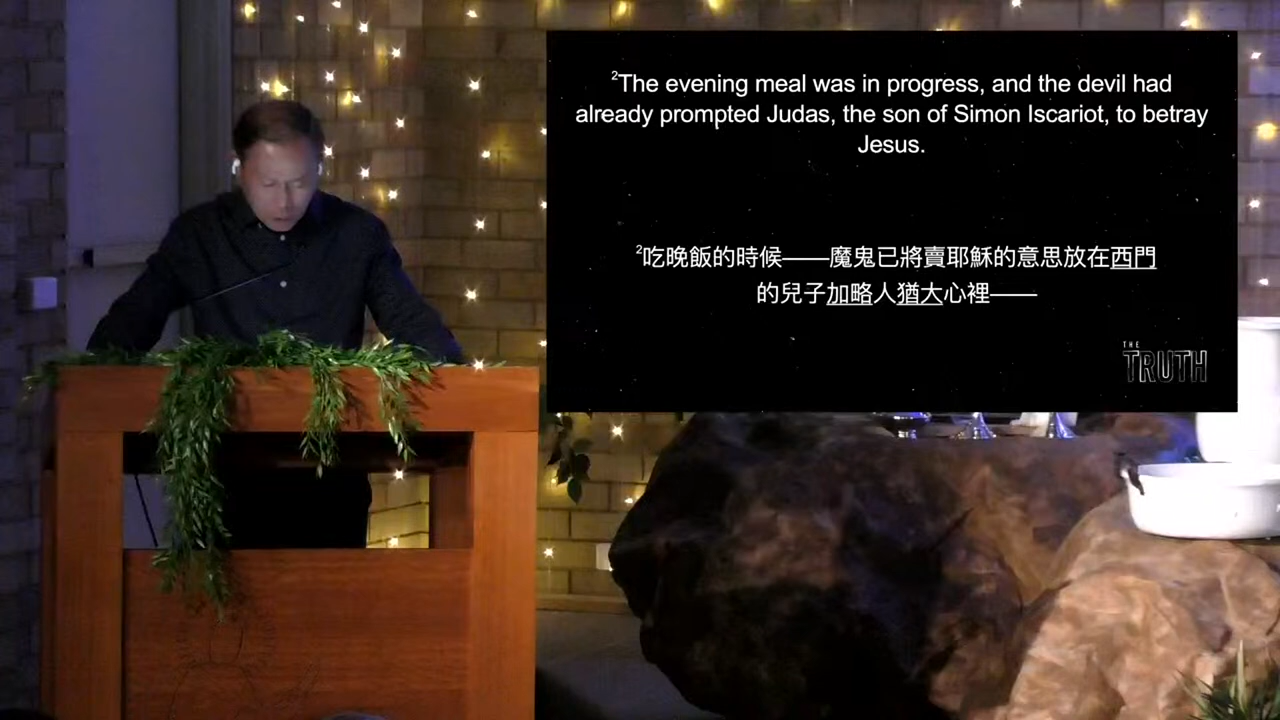 ²The evening meal was in progress, and the devil had
already prompted Judas, the son of Simon Iscariot, to betray
Jesus.
²吃晚飯的時候——魔鬼已將賣耶穌的意思放在西門
的兒子加略人猶大心裡——
THE
TRUTH